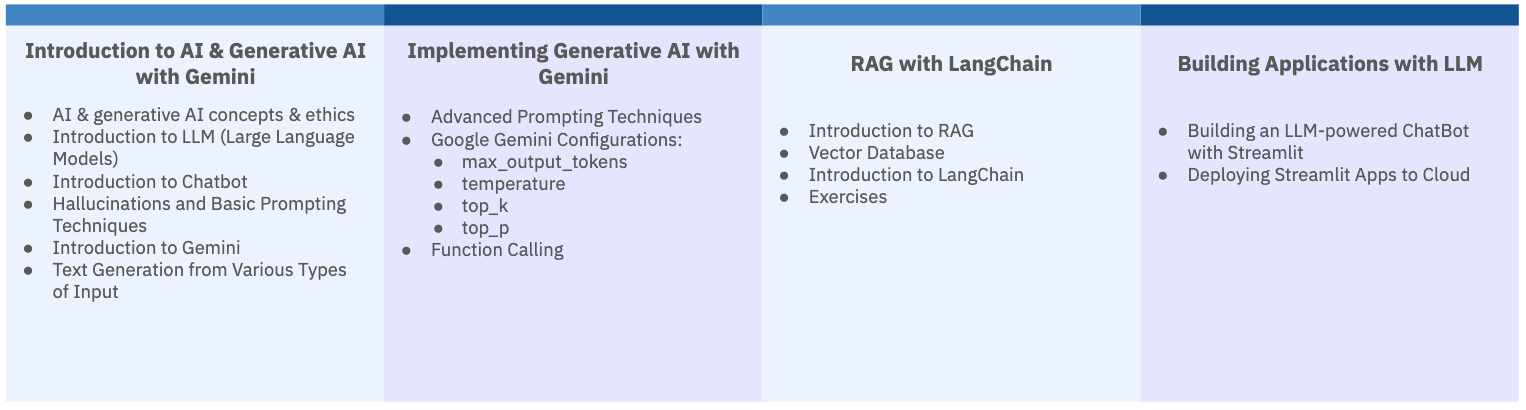 Introduction to AI & Generative AI
with Gemini
● AI & generative AI concepts & ethics
● Introduction to LLM (Large Language
Models)
● Introduction to Chatbot
● Hallucinations and Basic Prompting
Techniques
● Introduction to Gemini
● Text Generation from Various Types
of Input
Implementing Generative AI with
Gemini
● Advanced Prompting Techniques
● Google Gemini Configurations:
● max_output_tokens
● temperature
● top_k
● top_p
● Function Calling
RAG with LangChain
● Introduction to RAG
● Vector Database
● Introduction to LangChain
● Exercises
Building Applications with LLM
● Building an LLM-powered ChatBot
with Streamlit
● Deploying Streamlit Apps to Cloud